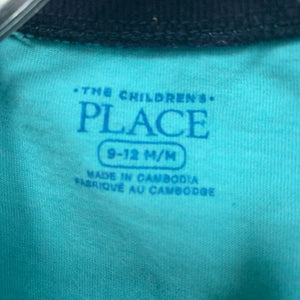 • THE CHILDREN'S •
PLACE
9-12 M/M
MADE IN CAMBODIA
FABRIQUÉ AU CAMBODGE